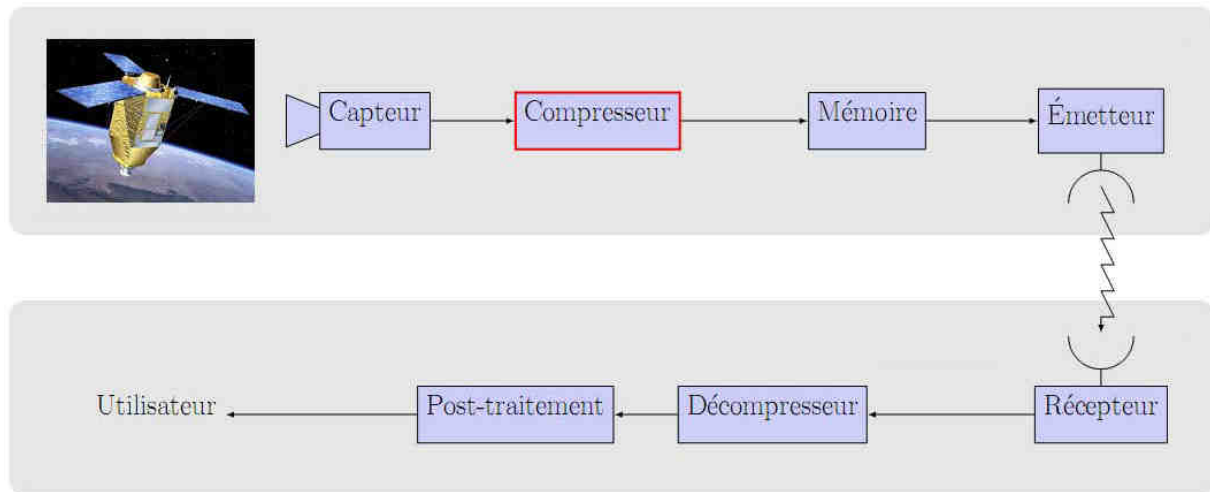 Capteur
Compresseur
Mémoire
Émetteur
Utilisateur
Post-traitement
Décompresseur
Récepteur